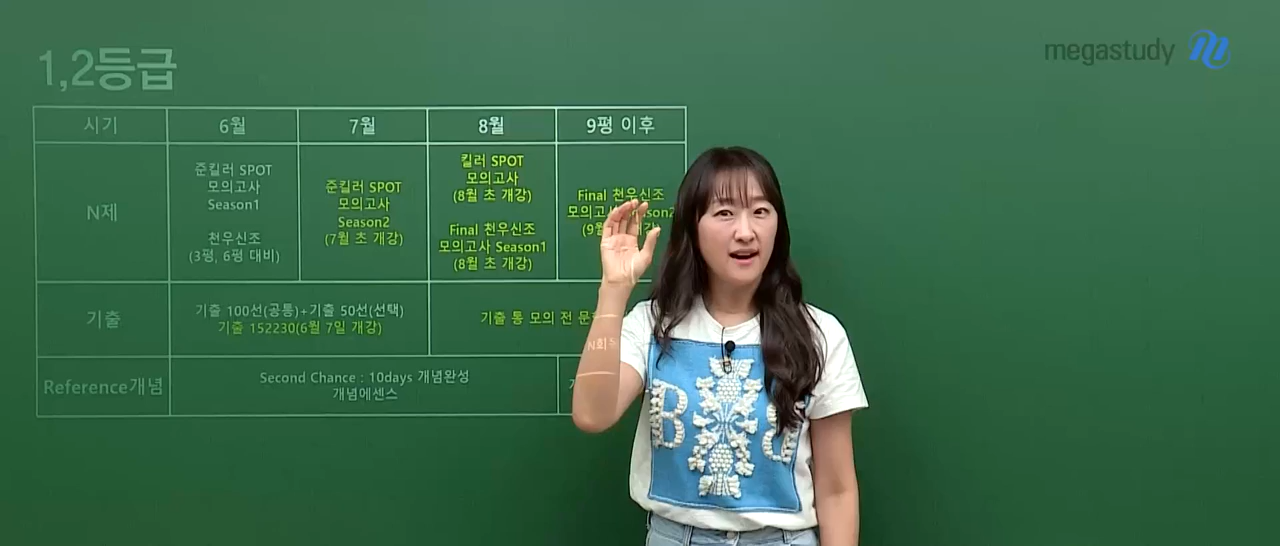 1,2등급
megastudy
시기 6월 7월 8월 9평 이후
N제
준킬러 SPOT
모의고사
Season1
천우신조
(3평, 6평 대비)
준킬러 SPOT
모의고사
Season2
(7월 초 개강)
킬러 SPOT
모의고사
(8월 초 개강)
Final 천우신조
모의고사 Season1
(8월 초 개강)
Final 천우신조
Season2
(9월 개강)
기출
기출 100선(공통)+기출 50선(선택)
기출 152230(6월 7일 개강)
기출 통 모의 전
N회
Reference개념
Second Chance : 10days 개념완성
개념에센스